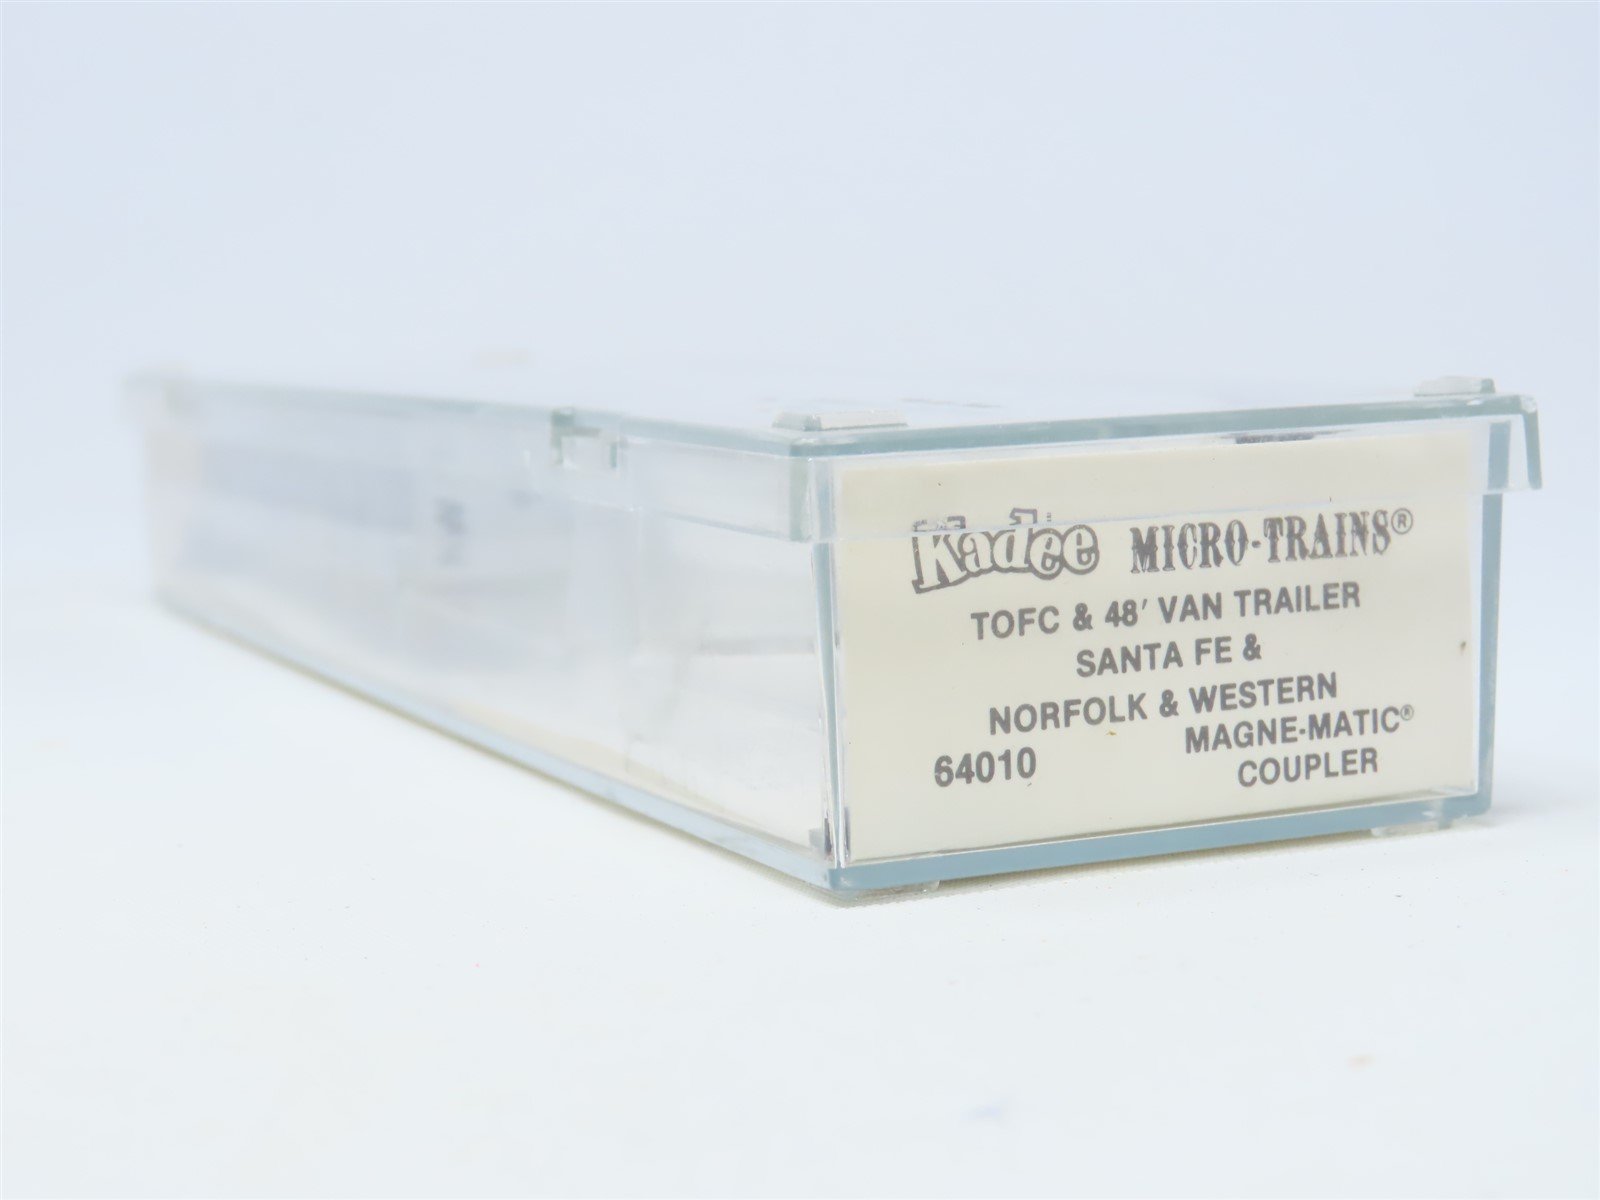 Kadee MICRO-TRAINS®
TOFC & 48' VAN TRAILER
SANTA FE &
NORFOLK & WESTERN
MAGNE-MATIC®
64010
COUPLER